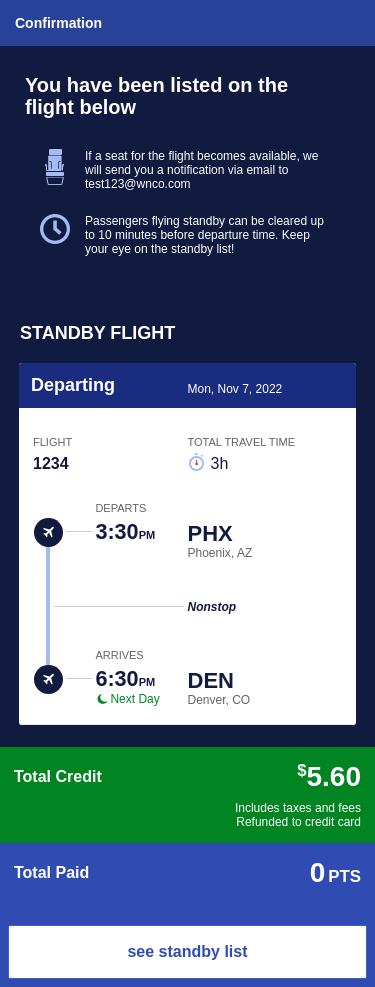 Confirmation
You have been listed on the
flight below
If a seat for the flight becomes available, we
will send you a notification via email to
test123@wnco.com
Passengers flying standby can be cleared up
to 10 minutes before departure time. Keep
your eye on the standby list!
STANDBY FLIGHT
Departing Mon, Nov 7, 2022
FLIGHT TOTAL TRAVEL TIME
1234 3h
DEPARTS
3:30PM PHX
Phoenix, AZ
Nonstop
ARRIVES
6:30PM DEN
Next Day Denver, CO
Total Credit $5.60
Includes taxes and fees
Refunded to credit card
Total Paid 0 PTS
see standby list